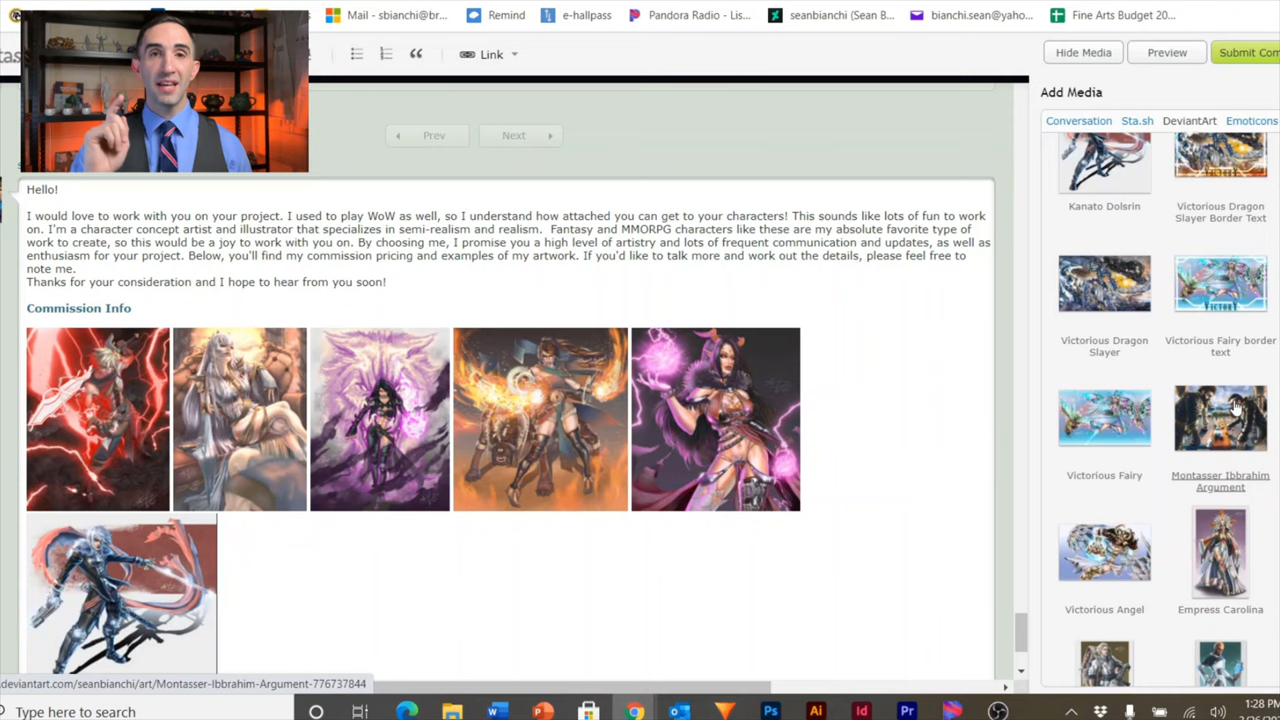 Mail - sbianchi@br...
Remind
e-hallpass
Pandora Radio - Lis...
seanbianchi (Sean B...
bianchi.sean@yaho...
Fine Arts Budget 20...
Link
Hide Media
Preview
Submit Com
Add Media
Conversation
Sta.sh
DeviantArt
Emoticons
Prev
Next
Hello!
I would love to work with you on your project. I used to play WoW as well, so I understand how attached you can get to your characters! This sounds like lots of fun to work
on. I'm a character concept artist and illustrator that specializes in semi-realism and realism.  Fantasy and MMORPG characters like these are my absolute favorite type of
work to create, so this would be a joy to work with you on. By choosing me, I promise you a high level of artistry and lots of frequent communication and updates, as well as
enthusiasm for your project. Below, you'll find my commission pricing and examples of my artwork. If you'd like to talk more and work out the details, please feel free to
note me.
Thanks for your consideration and I hope to hear from you soon!
Commission Info
VICTORY
Kanato Dolsrin
Victorious Dragon
Slayer Border Text
VICTORY
Victorious Dragon
Slayer
Victorious Fairy border
text
Victorious Fairy
Montasser Ibbrahim
Argument
Victorious Angel
Empress Carolina
deviantart.com/seanbianchi/art/Montasser-Ibbrahim-Argument-776737844
Type here to search
1:28 PM